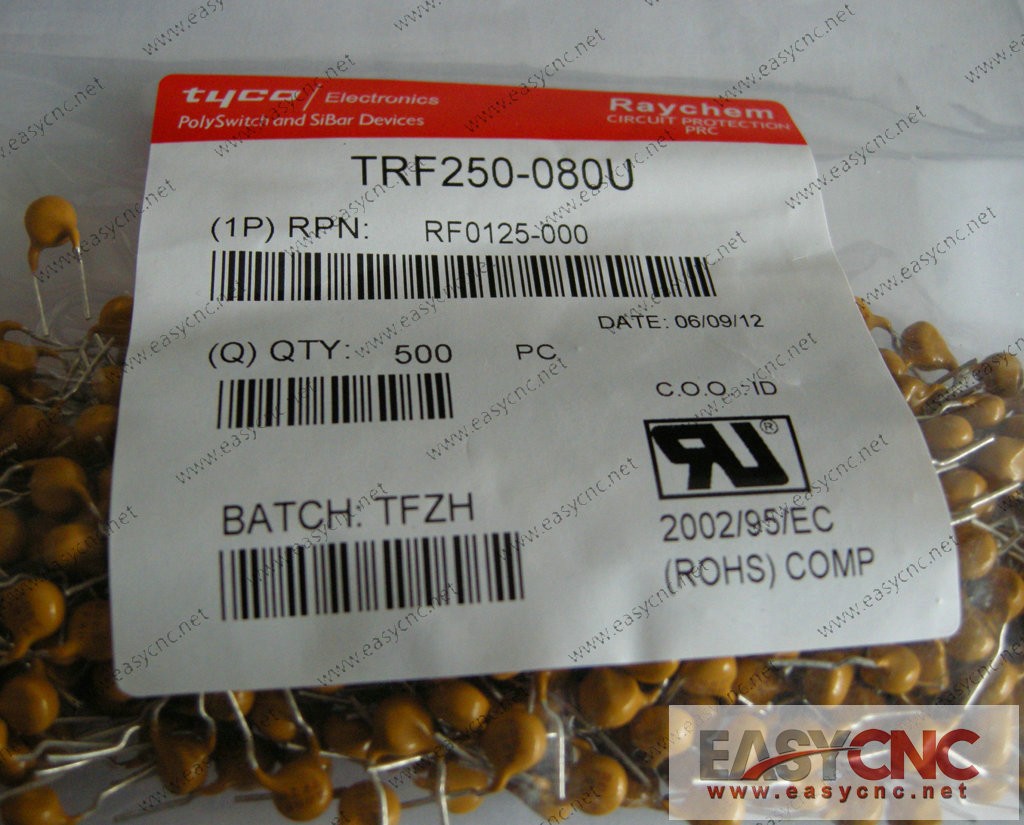 tyco / Electronics
PolySwitch and SiBar Devices
Raychem
CIRCUIT PROTECTION
PRC
TRF250-080U
(1P) RPN: RF0125-000
DATE: 06/09/12
(Q) QTY: 500 PC
C.O.O.:ID
RU®
BATCH: TFZH
2002/95/EC
(ROHS) COMP
EASYCNC
www.easycnc.net